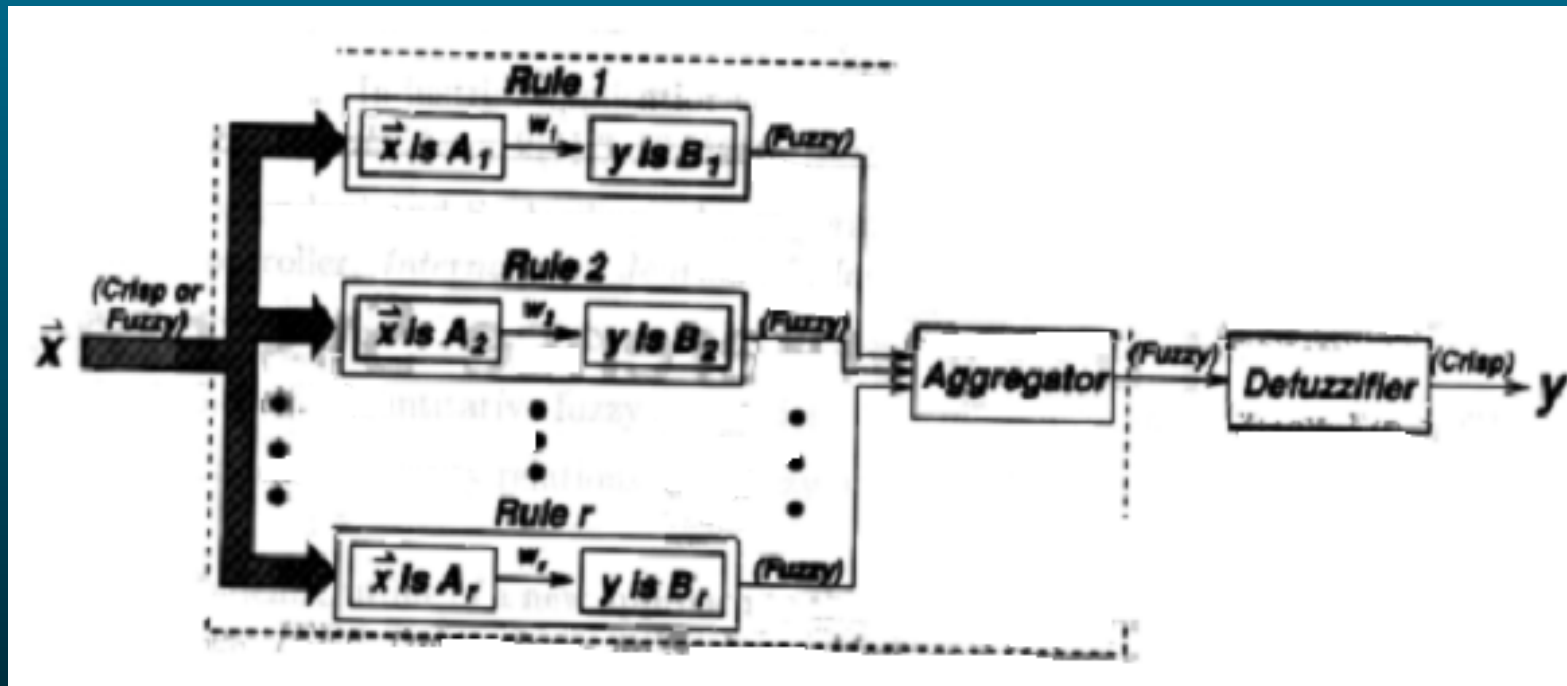 Rule 1
x⃗ is A₁
w₁
y is B₁
(Fuzzy)
Rule 2
x⃗ is A₂
w₂
y is B₂
(Fuzzy)
(Crisp or
Fuzzy)
x⃗
Aggregator
(Fuzzy)
Defuzzifier
(Crisp)
y
Rule r
x⃗ is Aᵣ
wᵣ
y is Bᵣ
(Fuzzy)